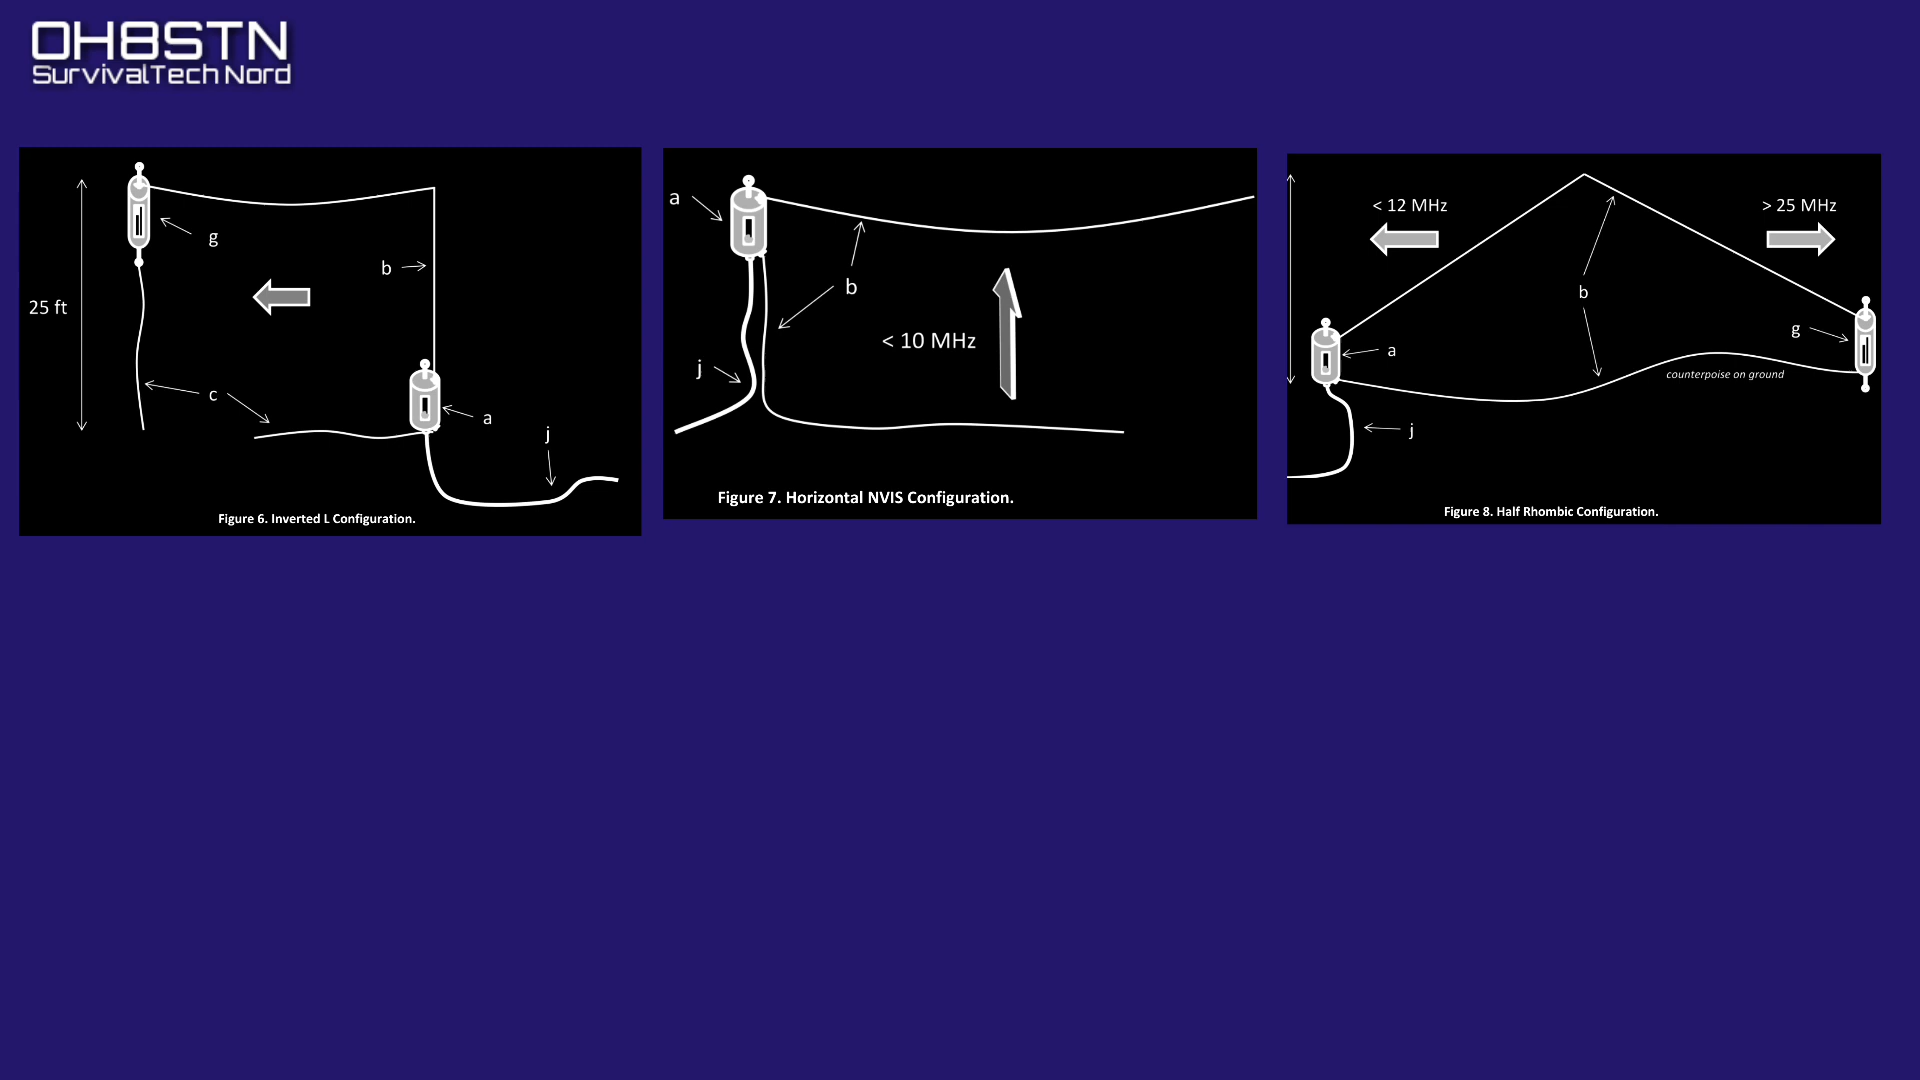 OH8STN
SurvivalTech Nord
25 ft
g
b
c
a
j
Figure 6. Inverted L Configuration.
a
b
< 10 MHz
j
Figure 7. Horizontal NVIS Configuration.
< 12 MHz
> 25 MHz
b
g
a
counterpoise on ground
j
Figure 8. Half Rhombic Configuration.